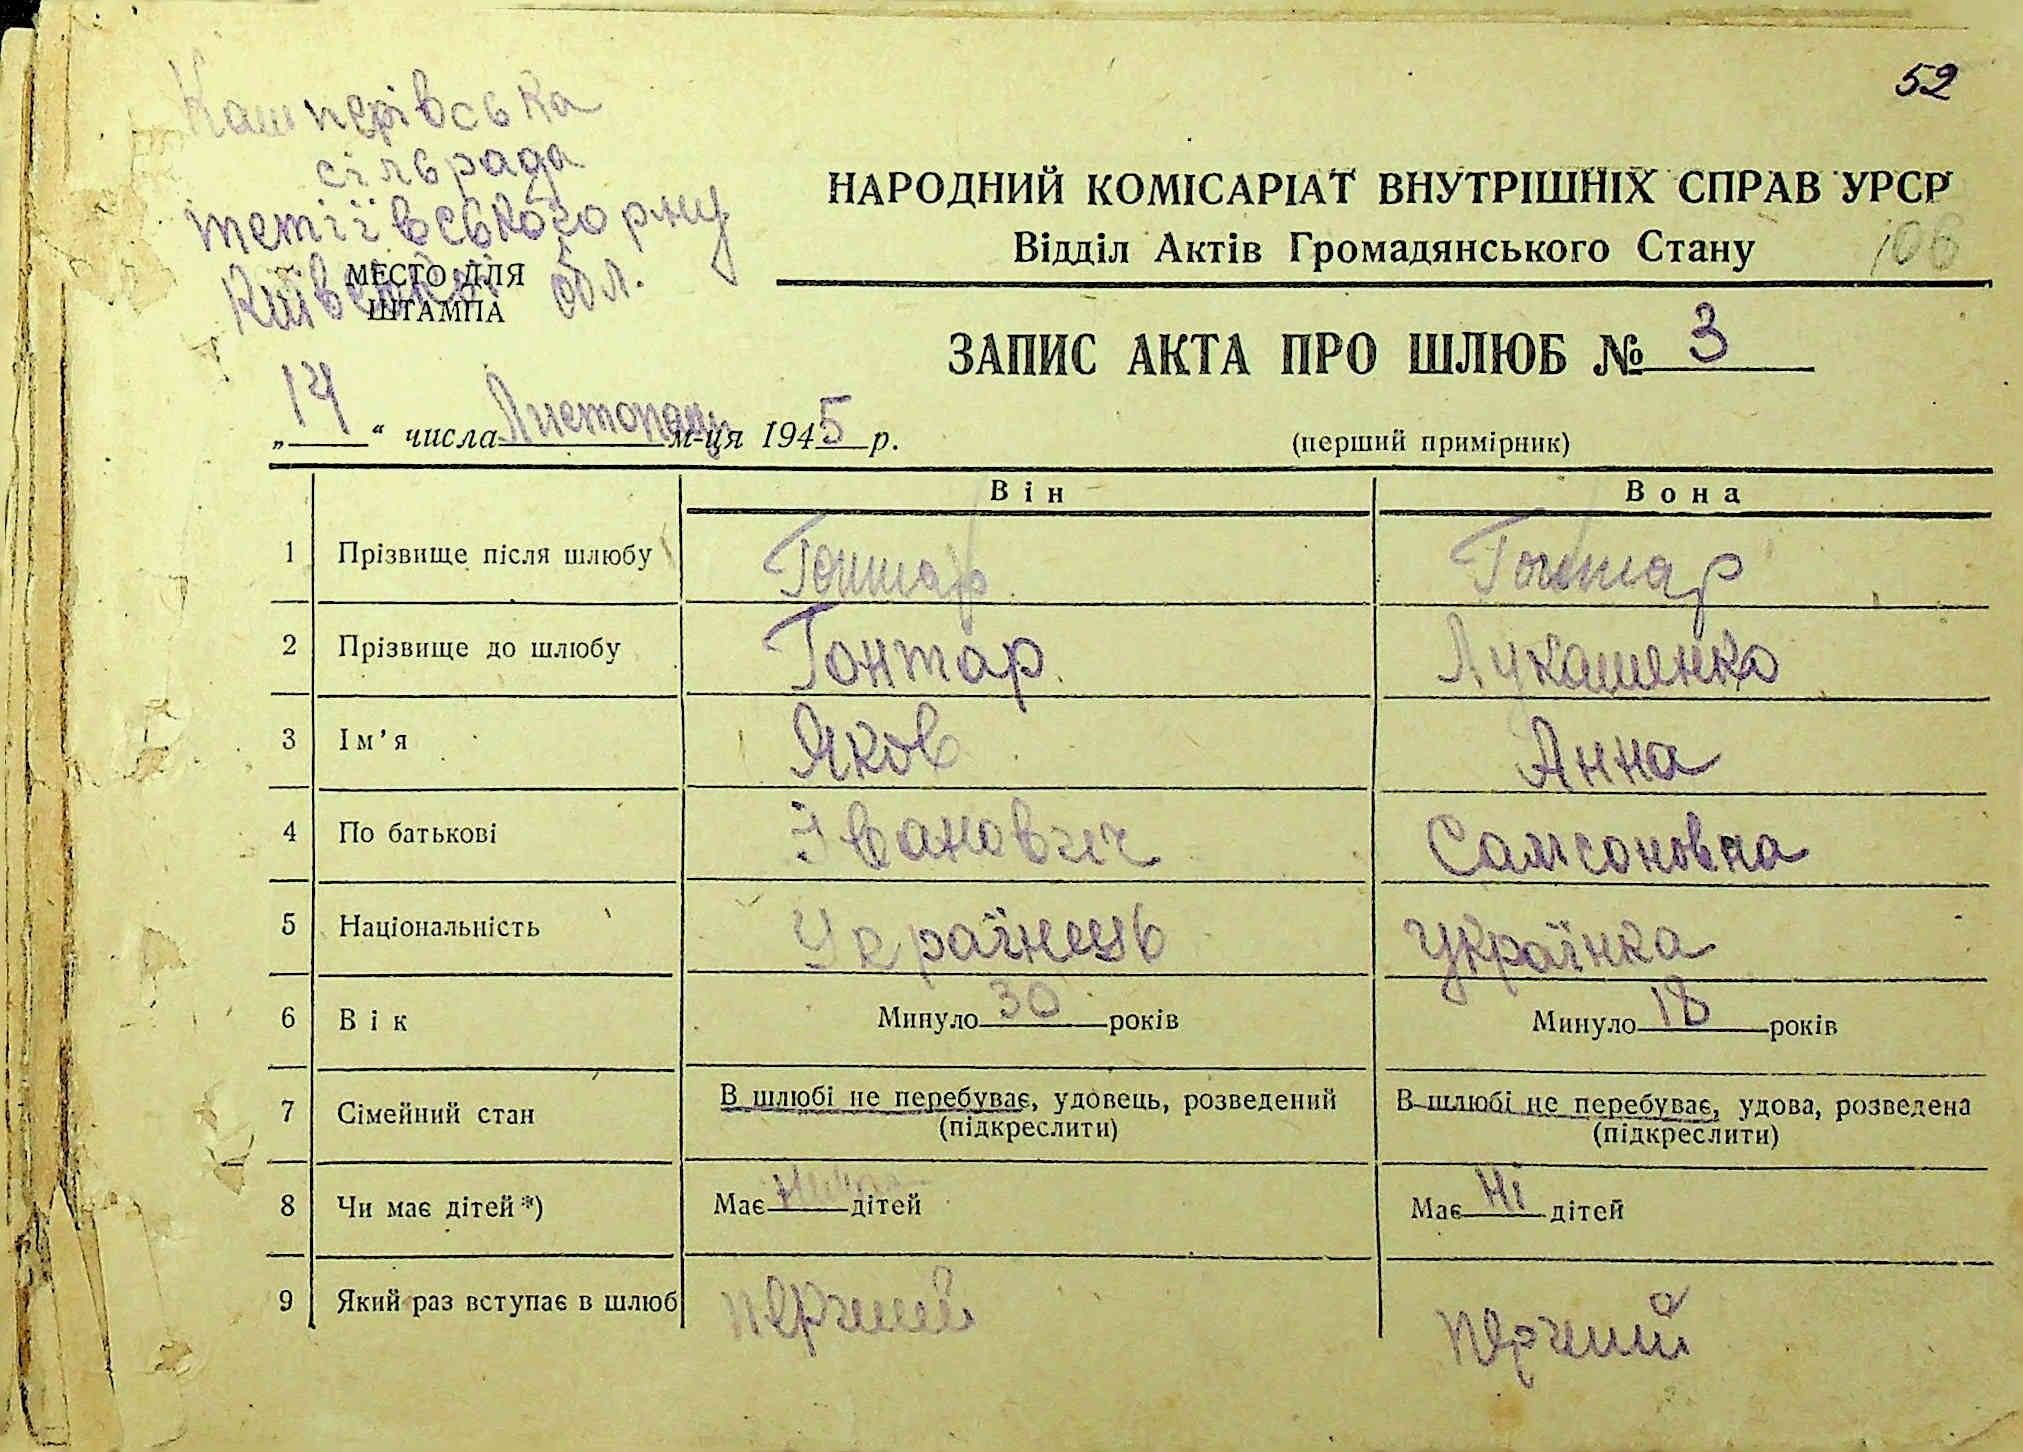 52
Кашперівська
сільрада
тетіївського р-ну
Київської обл.
МЕСТО ДЛЯ
ШТАМПА
НАРОДНИЙ КОМІСАРІАТ ВНУТРІШНІХ СПРАВ УРСР
Відділ Актів Громадянського Стану 106
ЗАПИС АКТА ПРО ШЛЮБ № 3
„14“ числа Листопада м-ця 1945 р.
(перший примірник)
Він Вона
1 Прізвище після шлюбу Гонтар Гонтар
2 Прізвище до шлюбу Гонтар Лукашенко
3 Ім’я Яков Анна
4 По батькові Іванович Самсоновна
5 Національність Українець Українка
6 Вік Минуло 30 років Минуло 18 років
7 Сімейний стан В шлюбі не перебуває, удовець, розведений В шлюбі не перебуває, удова, розведена
(підкреслити) (підкреслити)
8 Чи має дітей*) Має дітей Має Ні дітей
9 Який раз вступає в шлюб перчий перчий